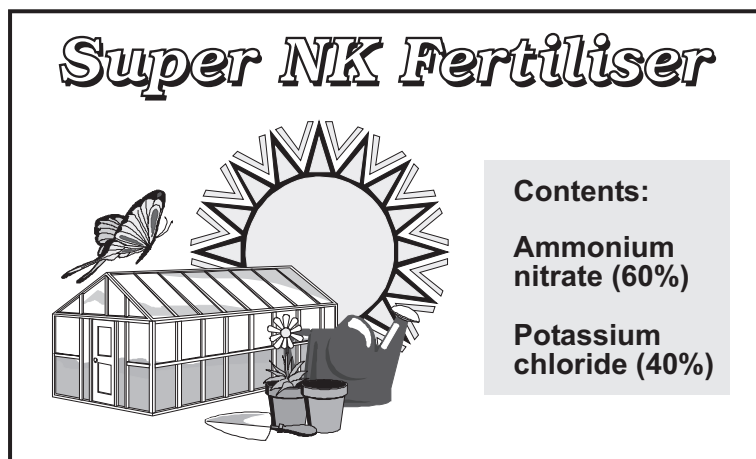 Super NK Fertiliser
Contents:
Ammonium
nitrate (60%)
Potassium
chloride (40%)